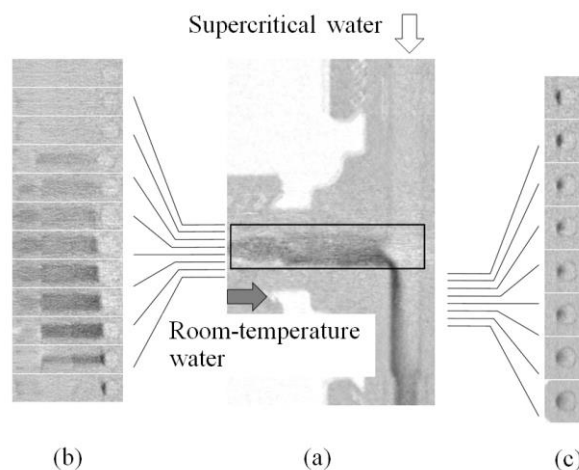 Supercritical water
Room-temperature
water
(b)
(a)
(c)